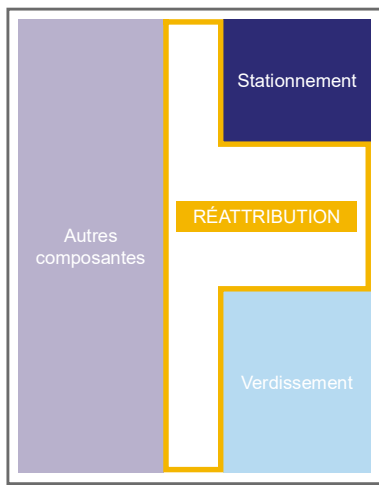 Stationnement
RÉATTRIBUTION
Autres
composantes
Verdissement